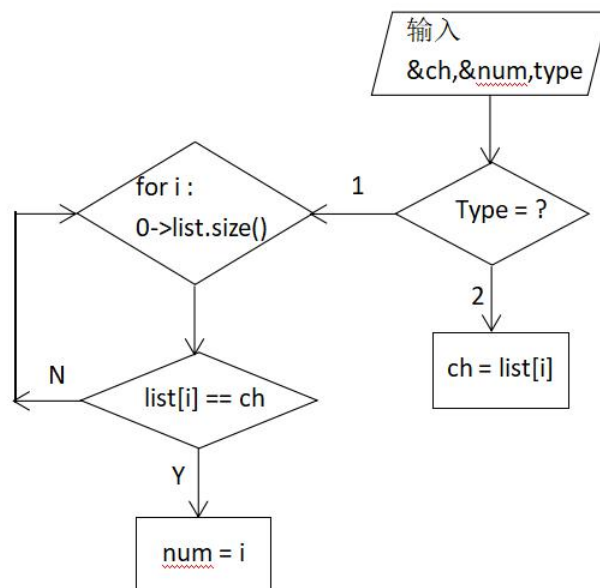 输入
&ch,&num,type
for i :
0->list.size()
1
Type = ?
2
ch = list[i]
N
list[i] == ch
Y
num = i